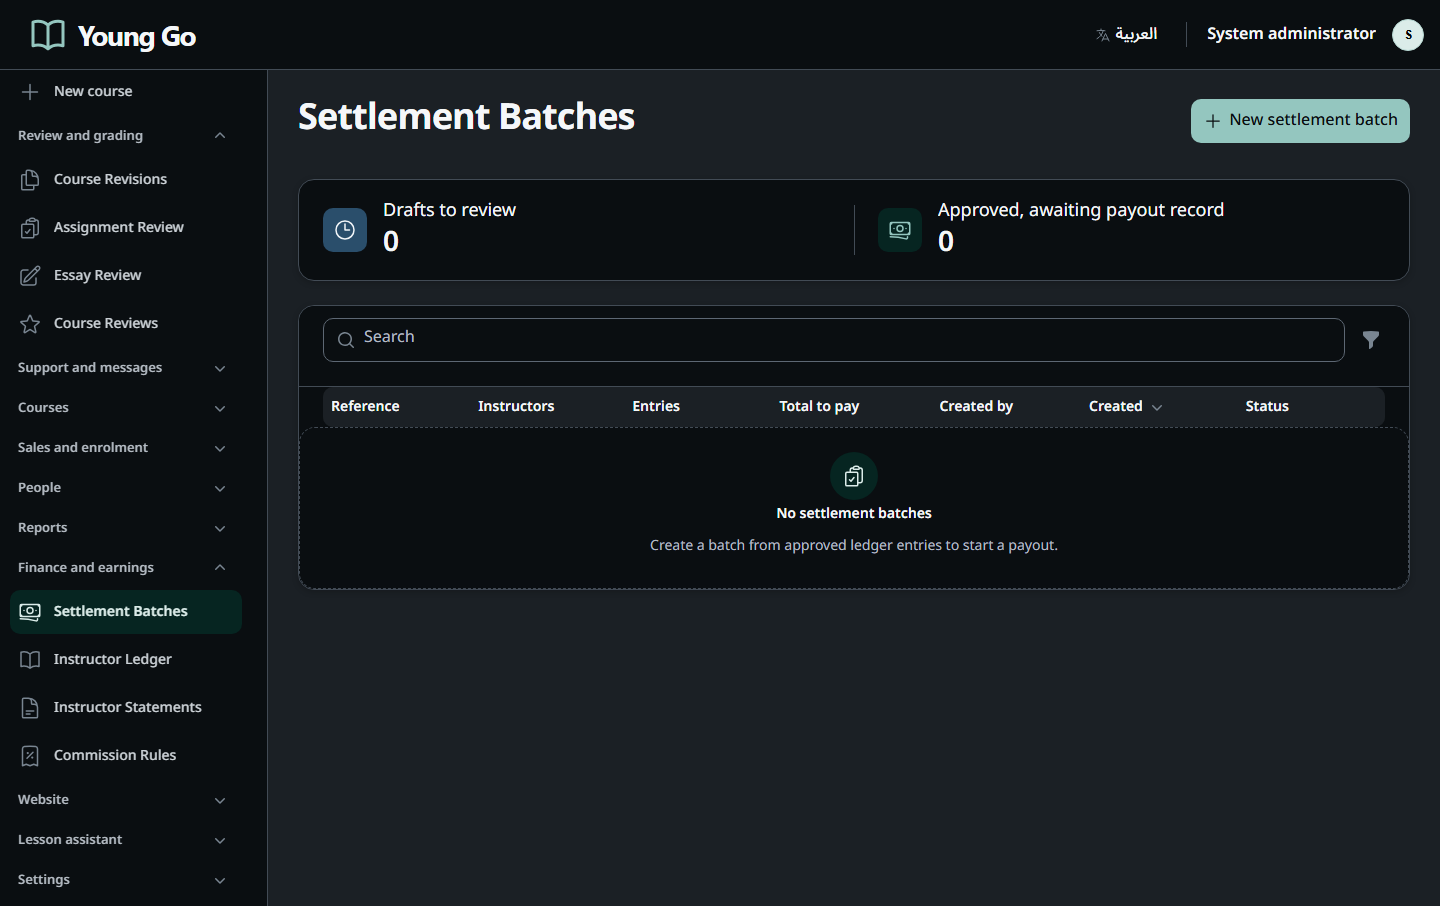 Young Go
العربية
System administrator
S
New course
Review and grading
Course Revisions
Assignment Review
Essay Review
Course Reviews
Support and messages
Courses
Sales and enrolment
People
Reports
Finance and earnings
Settlement Batches
Instructor Ledger
Instructor Statements
Commission Rules
Website
Lesson assistant
Settings
Settlement Batches
New settlement batch
Drafts to review
0
Approved, awaiting payout record
0
Search
Reference Instructors Entries Total to pay Created by Created Status
No settlement batches
Create a batch from approved ledger entries to start a payout.